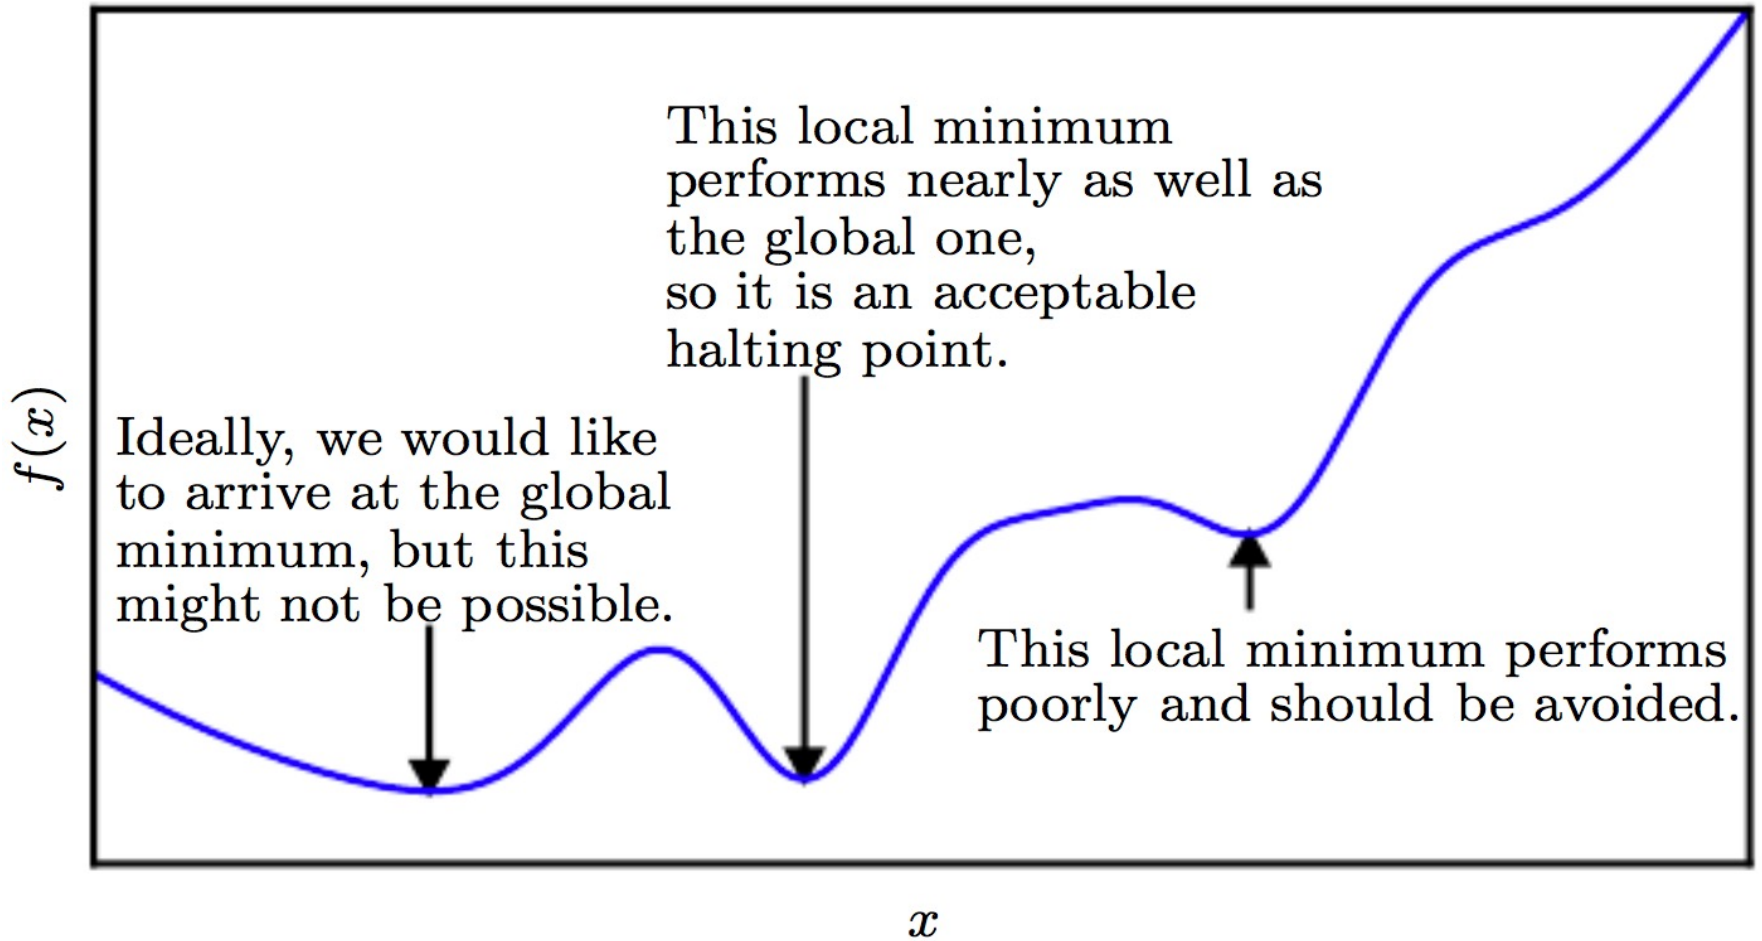 This local minimum
performs nearly as well as
the global one,
so it is an acceptable
halting point.
Ideally, we would like
to arrive at the global
minimum, but this
might not be possible.
This local minimum performs
poorly and should be avoided.
f(x)
x